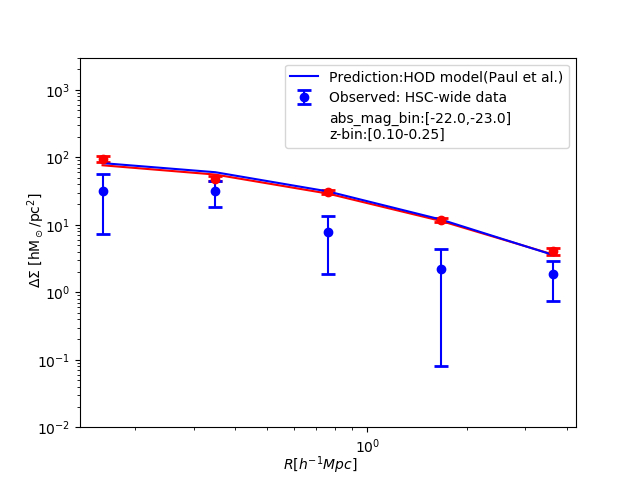 Prediction:HOD model(Paul et al.)
Observed: HSC-wide data
abs_mag_bin:[-22.0,-23.0]
z-bin:[0.10-0.25]
10³
10²
10¹
10⁰
10⁻¹
10⁻²
ΔΣ [hM⊙/pc²]
10⁰
R[h⁻¹Mpc]